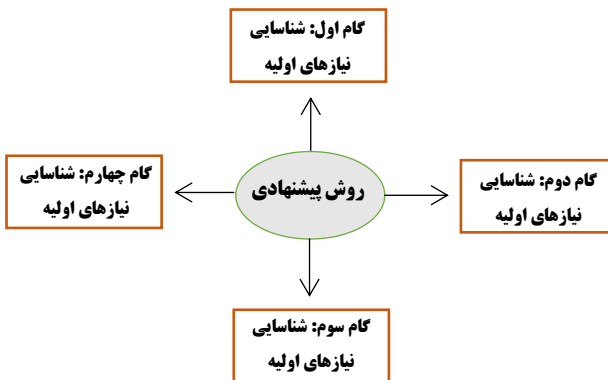 گام اول: شناسایی
نیازهای اولیه
روش پیشنهادی
گام دوم: شناسایی
نیازهای اولیه
گام چهارم: شناسایی
نیازهای اولیه
گام سوم: شناسایی
نیازهای اولیه